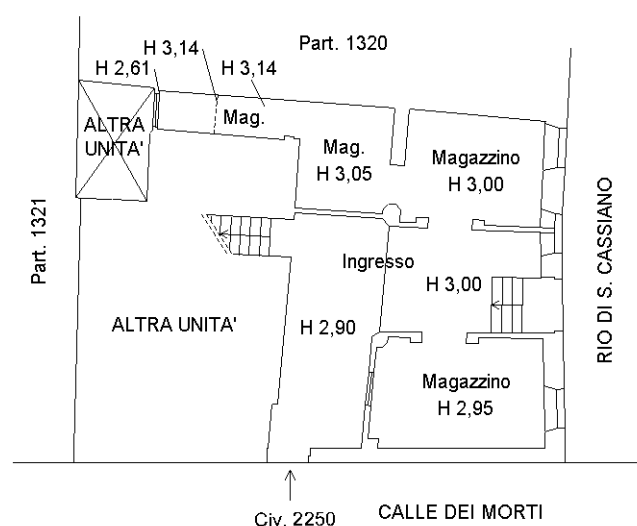 Part. 1320
H 3,14
H 2,61
H 3,14
ALTRA
UNITA'
Mag.
Mag.
H 3,05
Magazzino
H 3,00
Part. 1321
Ingresso
H 3,00
RIO DI S. CASSIANO
ALTRA UNITA'
H 2,90
Magazzino
H 2,95
Civ. 2250
CALLE DEI MORTI